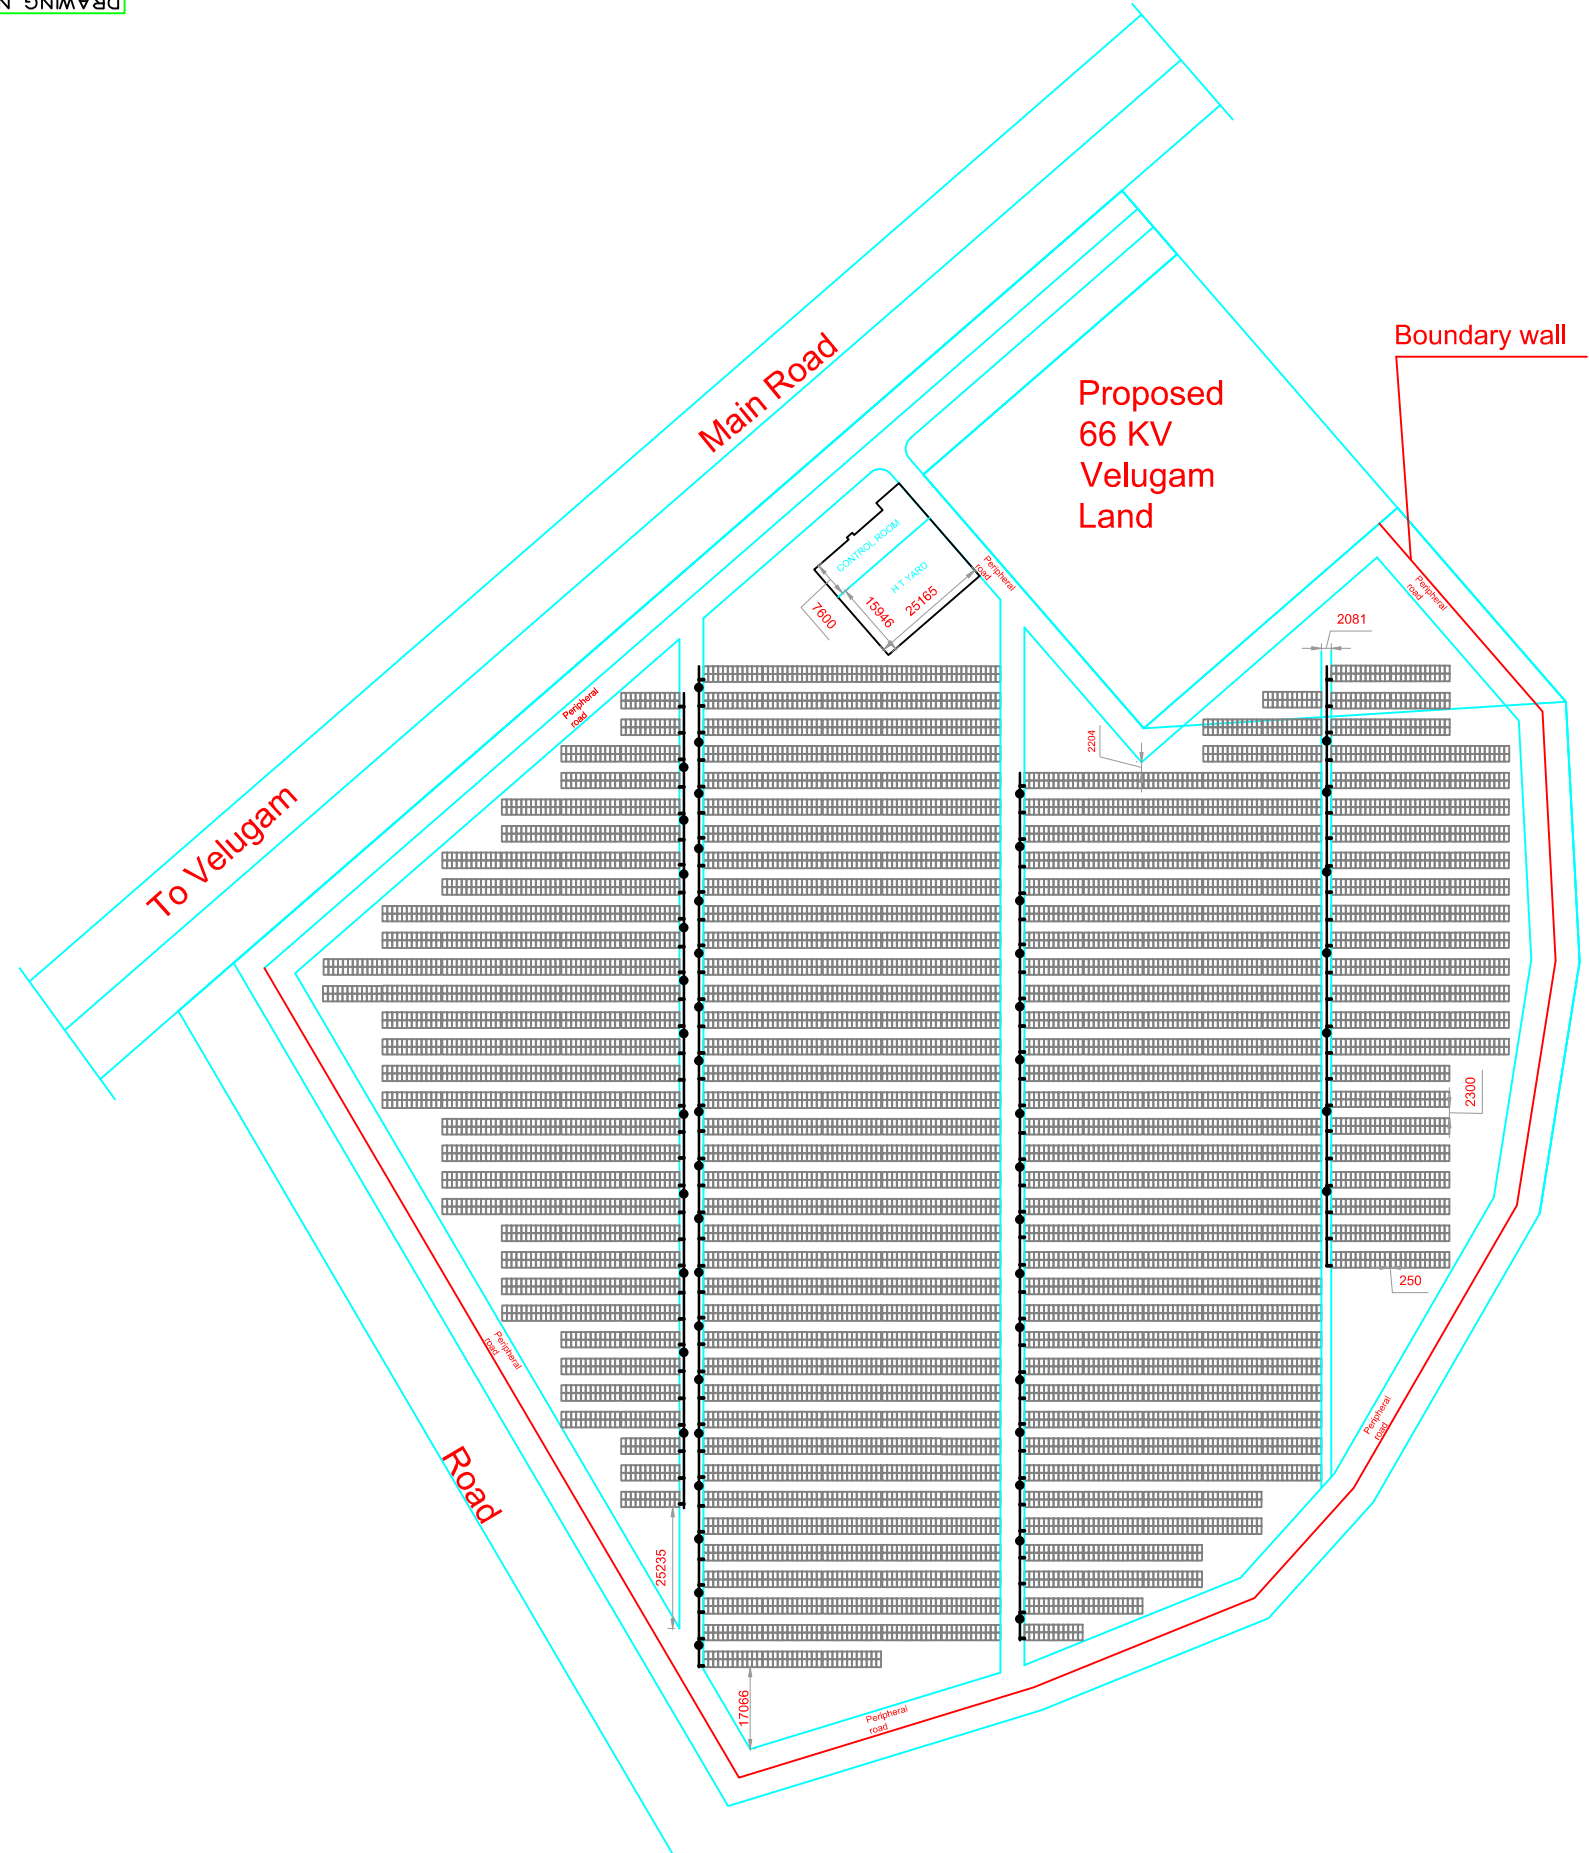 DRAWING N
Main Road
Boundary wall
Proposed
66 KV
Velugam
Land
CONTROL ROOM
H T YARD
7600
15946
25165
Peripheral
road
Peripheral
road
2081
Peripheral
road
2204
To Velugam
2300
250
Peripheral
road
Peripheral
road
Road
25235
17066
Peripheral
road